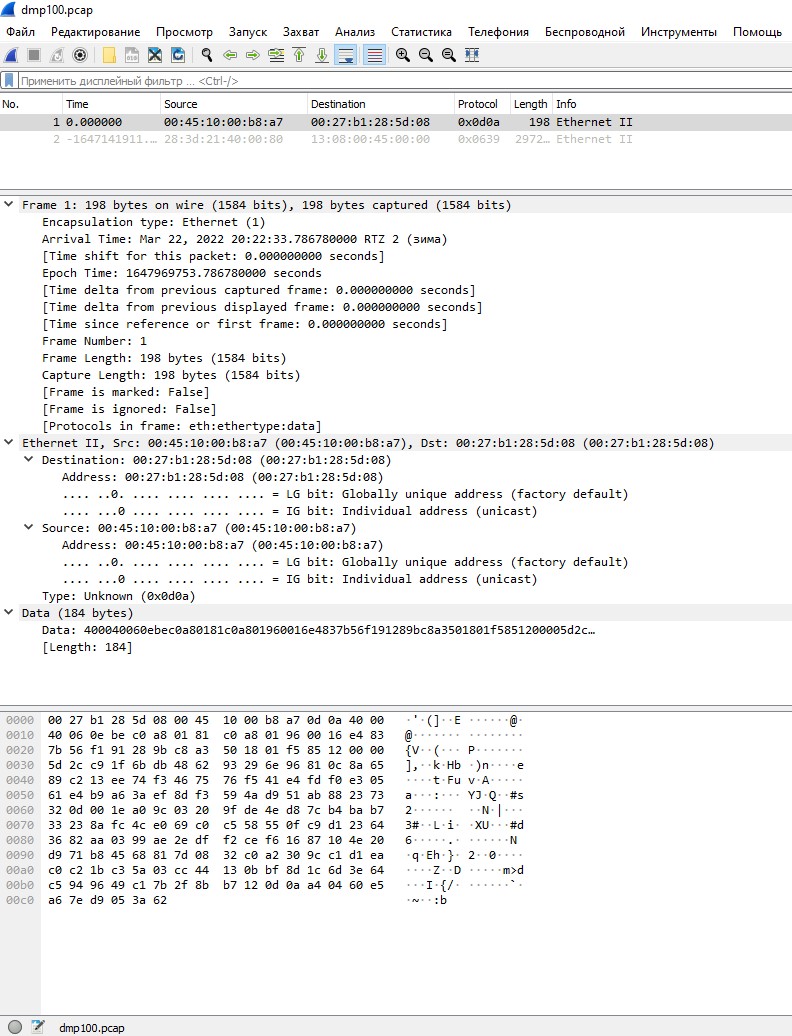 dmp100.pcap
Файл Редактирование Просмотр Запуск Захват Анализ Статистика Телефония Беспроводной Инструменты Помощь
Применить дисплейный фильтр ... <Ctrl-/>
No. Time Source Destination Protocol Length Info
1 0.000000 00:45:10:00:b8:a7 00:27:b1:28:5d:08 0x0d0a 198 Ethernet II
2 -1647141911.… 28:3d:21:40:00:80 13:08:00:45:00:00 0x0639 2972… Ethernet II
Frame 1: 198 bytes on wire (1584 bits), 198 bytes captured (1584 bits)
Encapsulation type: Ethernet (1)
Arrival Time: Mar 22, 2022 20:22:33.786780000 RTZ 2 (зима)
[Time shift for this packet: 0.000000000 seconds]
Epoch Time: 1647969753.786780000 seconds
[Time delta from previous captured frame: 0.000000000 seconds]
[Time delta from previous displayed frame: 0.000000000 seconds]
[Time since reference or first frame: 0.000000000 seconds]
Frame Number: 1
Frame Length: 198 bytes (1584 bits)
Capture Length: 198 bytes (1584 bits)
[Frame is marked: False]
[Frame is ignored: False]
[Protocols in frame: eth:ethertype:data]
Ethernet II, Src: 00:45:10:00:b8:a7 (00:45:10:00:b8:a7), Dst: 00:27:b1:28:5d:08 (00:27:b1:28:5d:08)
Destination: 00:27:b1:28:5d:08 (00:27:b1:28:5d:08)
Address: 00:27:b1:28:5d:08 (00:27:b1:28:5d:08)
.... ..0. .... .... .... .... = LG bit: Globally unique address (factory default)
.... ...0 .... .... .... .... = IG bit: Individual address (unicast)
Source: 00:45:10:00:b8:a7 (00:45:10:00:b8:a7)
Address: 00:45:10:00:b8:a7 (00:45:10:00:b8:a7)
.... ..0. .... .... .... .... = LG bit: Globally unique address (factory default)
.... ...0 .... .... .... .... = IG bit: Individual address (unicast)
Type: Unknown (0x0d0a)
Data (184 bytes)
Data: 400040060ebec0a80181c0a801960016e4837b56f191289bc8a3501801f5851200005d2c…
[Length: 184]
0000 00 27 b1 28 5d 08 00 45 10 00 b8 a7 0d 0a 40 00 ·'·(]··E ······@·
0010 40 06 0e be c0 a8 01 81 c0 a8 01 96 00 16 e4 83 @······· ········
0020 7b 56 f1 91 28 9b c8 a3 50 18 01 f5 85 12 00 00 {V··(··· P·······
0030 5d 2c c9 1f 6b db 48 62 93 29 6e 96 81 0c 8a 65 ],··k·Hb ·)n····e
0040 89 c2 13 ee 74 f3 46 75 76 f5 41 e4 fd f0 e3 05 ····t·Fu v·A·····
0050 61 e4 b9 a6 3a ef 8d f3 59 4a d9 51 ab 88 23 73 a···:··· YJ·Q··#s
0060 32 0d 00 1e a0 9c 03 20 9f de 4e d8 7c b4 ba b7 2······  ··N·|···
0070 33 23 8a fc 4c e0 69 c0 c5 58 55 0f c9 d1 23 64 3#··L·i· ·XU···#d
0080 36 82 aa 03 99 ae 2e df f2 ce f6 16 87 10 4e 20 6·····.· ······N
0090 d9 71 b8 45 68 81 7d 08 32 c0 a2 30 9c c1 d1 ea ·q·Eh·}· 2··0····
00a0 c0 c2 1b c3 5a 03 cc 44 13 0b bf 8d 1c 6d 3e 64 ····Z··D ·····m>d
00b0 c5 94 96 49 c1 7b 2f 8b b7 12 0d 0a a4 04 60 e5 ···I·{/· ······`·
00c0 a6 7e d9 05 3a 62 ·~··:b
dmp100.pcap